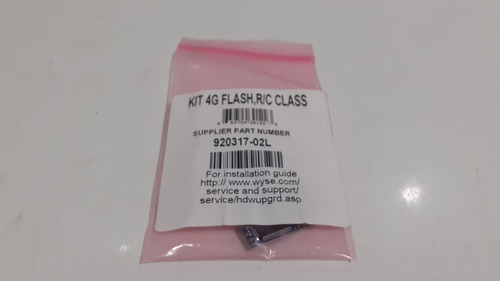 KIT 4G FLASH,R/C CLASS
SUPPLIER PART NUMBER
920317-02L
For installation guide
http:// www.wyse.com/
service and support/
service/hdwupgrd.asp